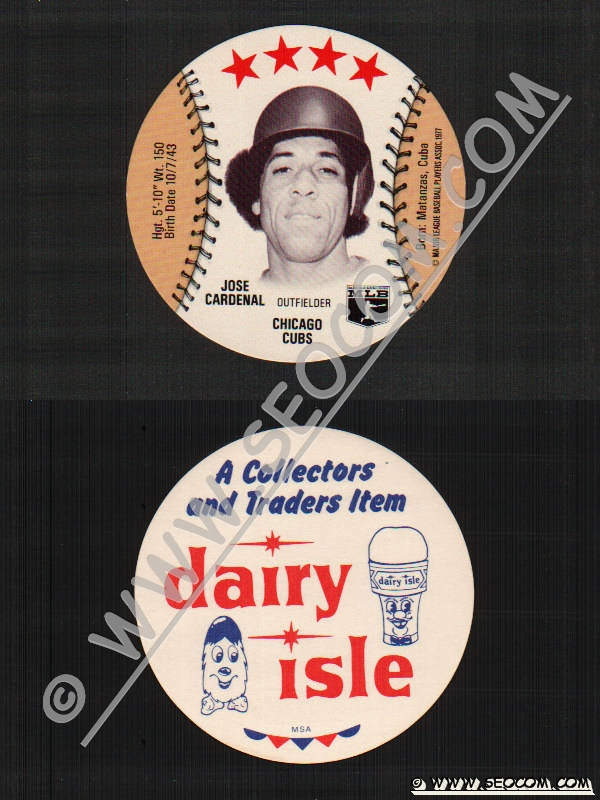 Hgt. 5'-10" Wt. 150
Birth Date 10/7/43
JOSE
CARDENAL
OUTFIELDER
CHICAGO
CUBS
MLB
Born: Matanzas, Cuba
© MAJOR LEAGUE BASEBALL PLAYERS ASSOC. 1977
A Collectors
and Traders Item
dairy
isle
dairy isle
MSA
© WWW.SEOCOM.COM
© WWW.SEOCOM.COM